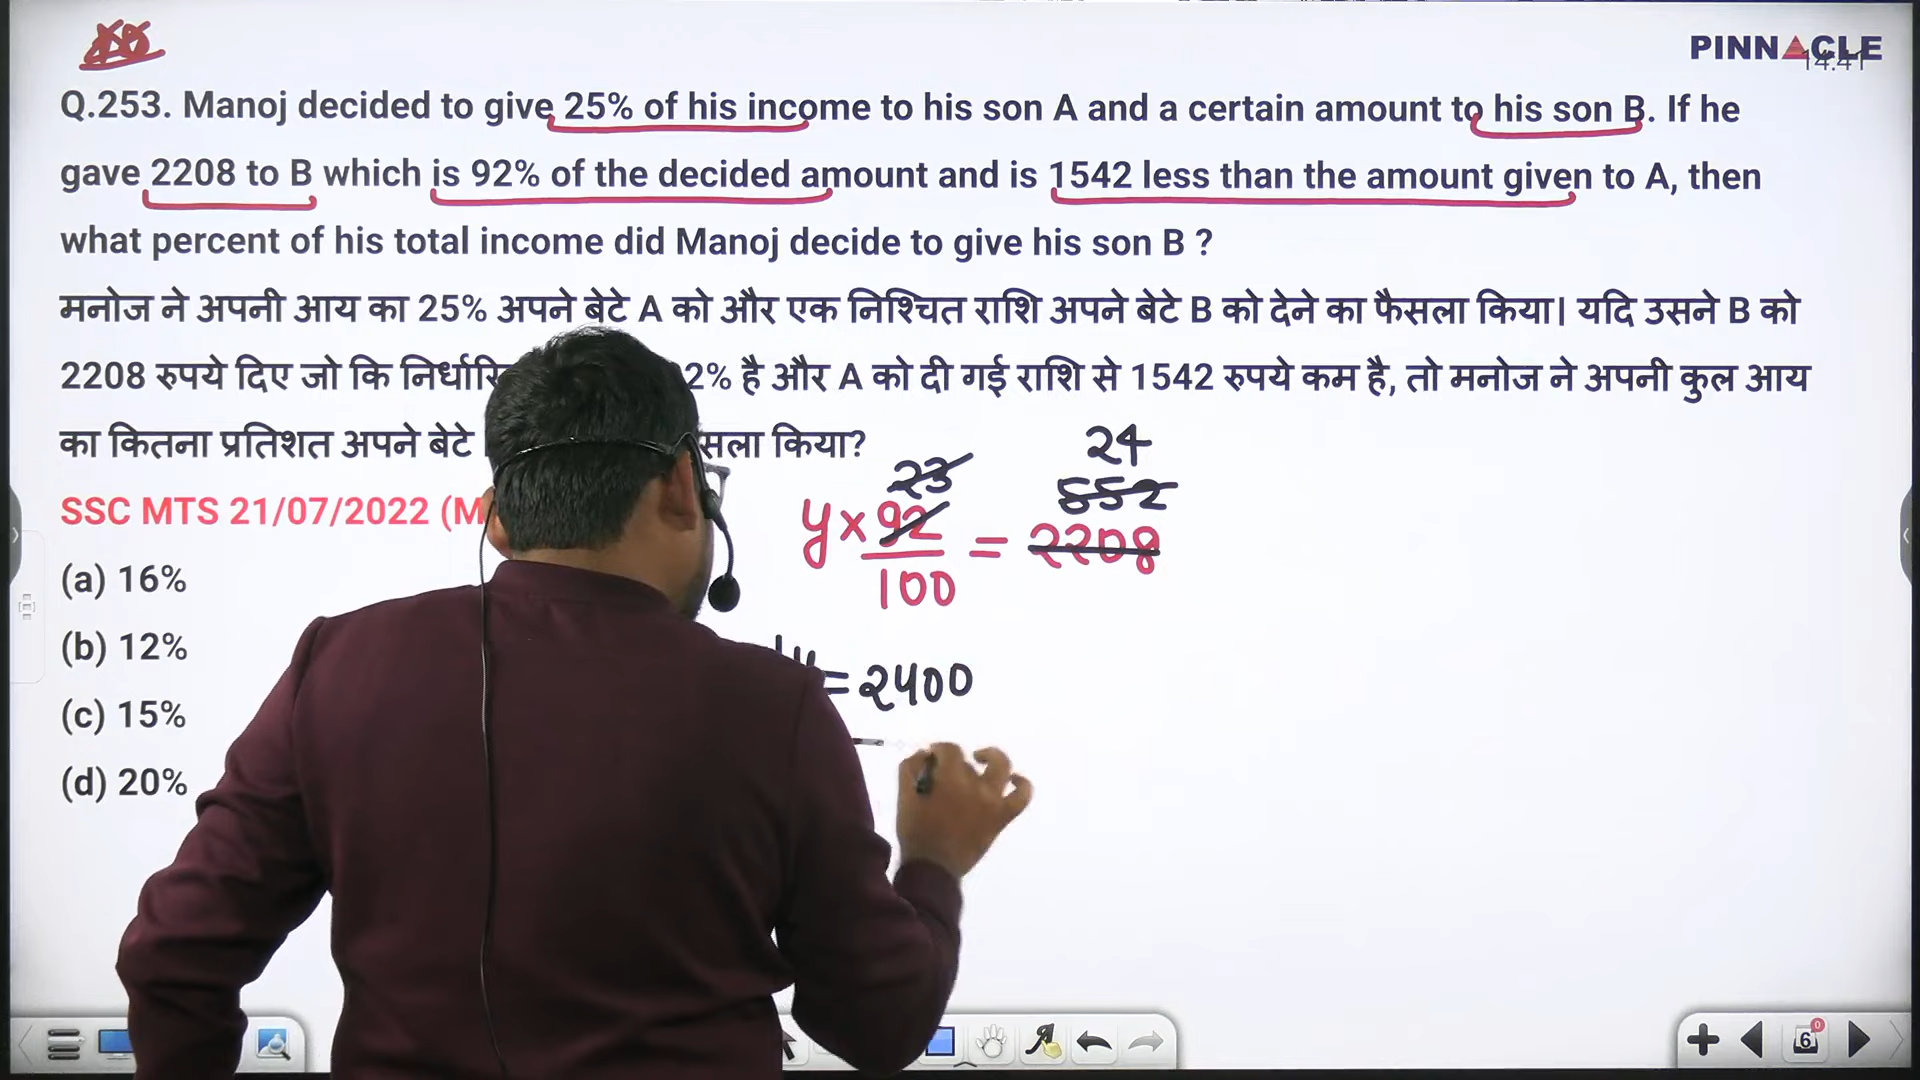 PINNACLE
14:41
Q.253. Manoj decided to give 25% of his income to his son A and a certain amount to his son B. If he
gave 2208 to B which is 92% of the decided amount and is 1542 less than the amount given to A, then
what percent of his total income did Manoj decide to give his son B ?
मनोज ने अपनी आय का 25% अपने बेटे A को और एक निश्चित राशि अपने बेटे B को देने का फैसला किया। यदि उसने B को
2208 रुपये दिए जो कि 2% है और A को दी गई राशि से 1542 रुपये कम है, तो मनोज ने अपनी कुल आय
का कितना प्रतिशत अपने बेटे किया?
24
23 552
y × 92 = 2208
100
SSC MTS 21/07/2022 (M
(a) 16%
(b) 12%
= 2400
(c) 15%
(d) 20%
6
0